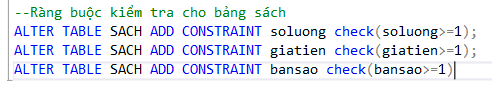 --Ràng buộc kiểm tra cho bảng sách
ALTER TABLE SACH ADD CONSTRAINT soluong check(soluong>=1);
ALTER TABLE SACH ADD CONSTRAINT giatien check(giatien>=1);
ALTER TABLE SACH ADD CONSTRAINT bansao check(bansao>=1)